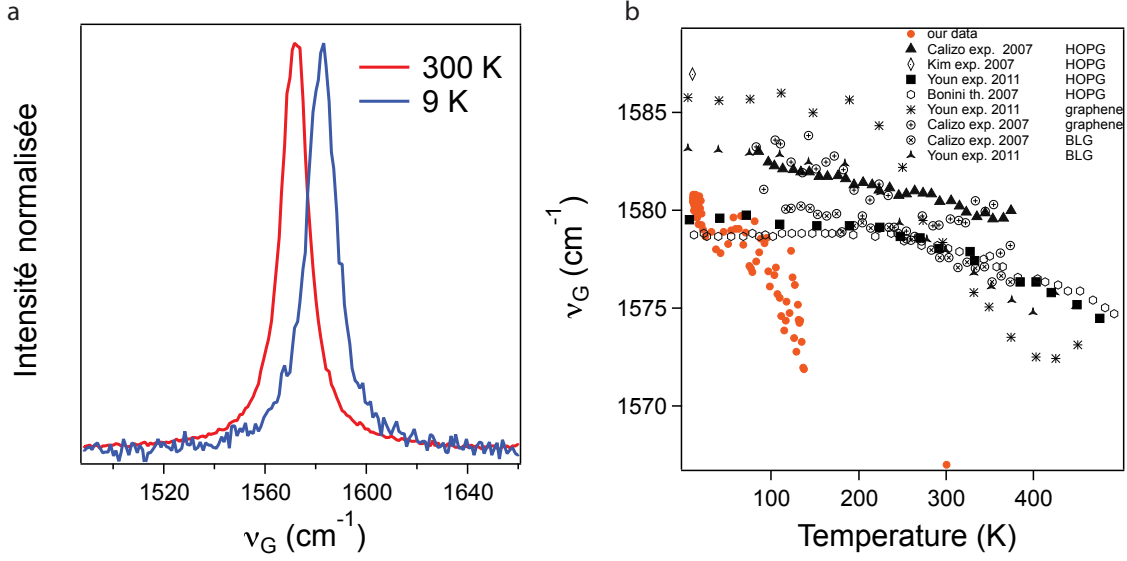 a
Intensité normalisée
300 K
9 K
1520 1560 1600 1640
νG (cm-1)
b
our data
Calizo exp. 2007 HOPG
Kim exp. 2007 HOPG
Youn exp. 2011 HOPG
Bonini th. 2007 HOPG
Youn exp. 2011 graphene
Calizo exp. 2007 graphene
Calizo exp. 2007 BLG
Youn exp. 2011 BLG
νG (cm-1)
1585
1580
1575
1570
100 200 300 400
Temperature (K)